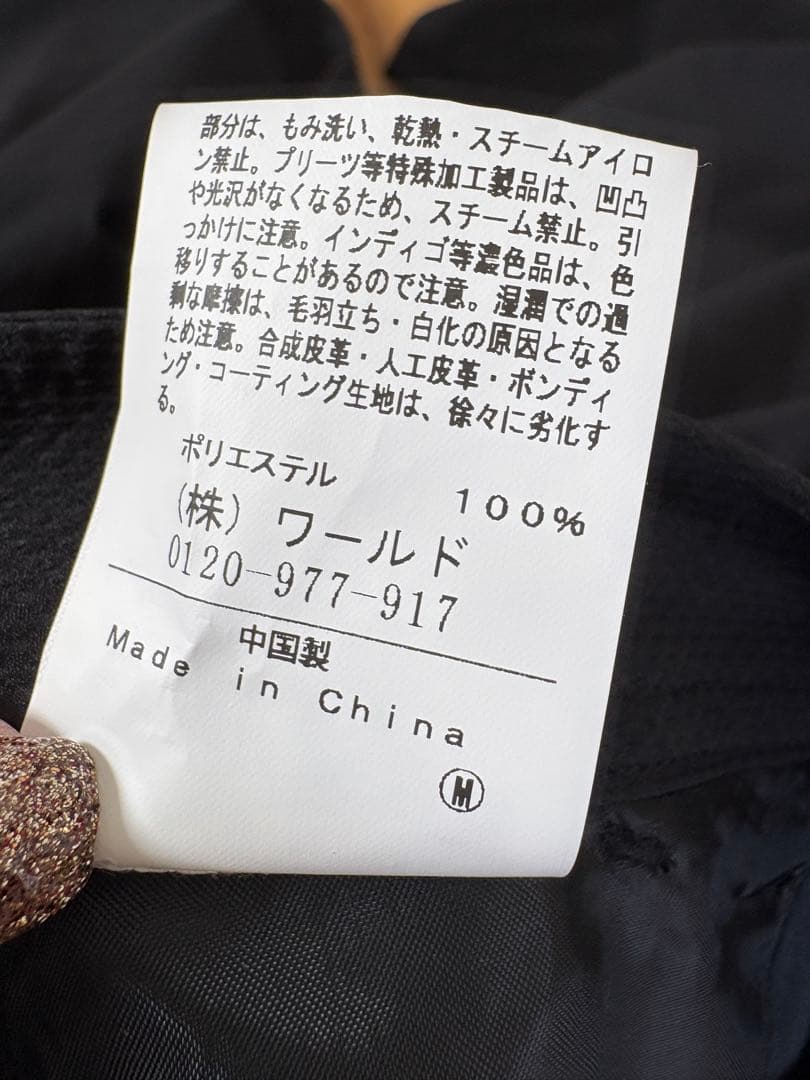 部分は、もみ洗い、乾熱・スチームアイロ
ン禁止。プリーツ等特殊加工製品は、凹凸
や光沢がなくなるため、スチーム禁止。引
っかけに注意。インディゴ等濃色品は、色
移りすることがあるので注意。湿潤での過
剰な摩擦は、毛羽立ち・白化の原因となる
ため注意。合成皮革・人工皮革・ボンディ
ング・コーティング生地は、徐々に劣化す
る。
ポリエステル 100%
(株) ワールド
0120-977-917
中国製
Made in China
M